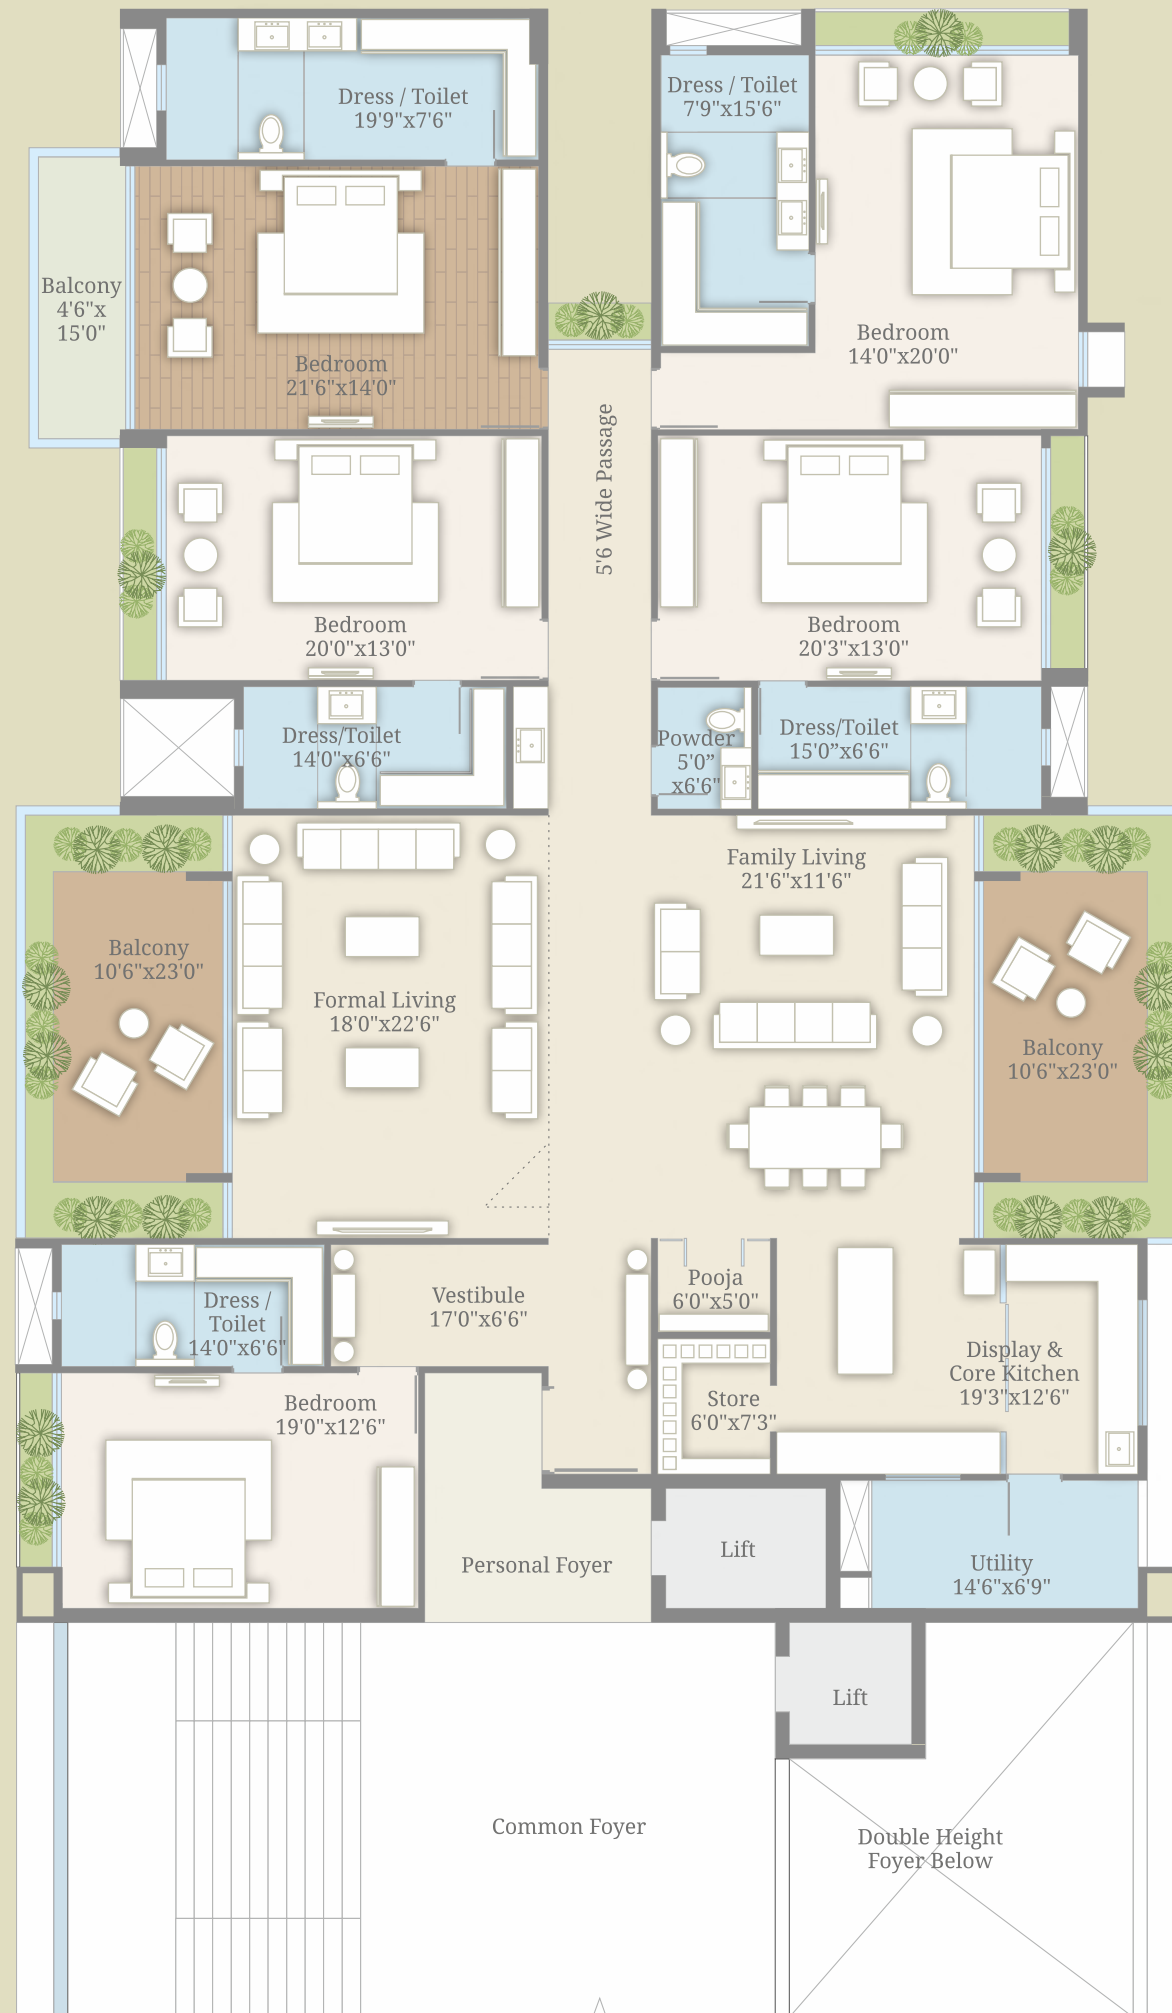 Dress / Toilet
19'9"x7'6"
Dress / Toilet
7'9"x15'6"
Balcony
4'6"x
15'0"
Bedroom
21'6"x14'0"
Bedroom
14'0"x20'0"
5'6 Wide Passage
Bedroom
20'0"x13'0"
Bedroom
20'3"x13'0"
Dress/Toilet
14'0"x6'6"
Powder
5'0”
x6'6"
Dress/Toilet
15'0”x6'6"
Family Living
21'6"x11'6"
Balcony
10'6"x23'0"
Formal Living
18'0"x22'6"
Balcony
10'6"x23'0"
Dress /
Toilet
14'0"x6'6"
Vestibule
17'0"x6'6"
Pooja
6'0"x5'0"
Display &
Core Kitchen
19'3"x12'6"
Bedroom
19'0"x12'6"
Store
6'0"x7'3"
Personal Foyer
Lift
Utility
14'6"x6'9"
Lift
Common Foyer
Double Height
Foyer Below